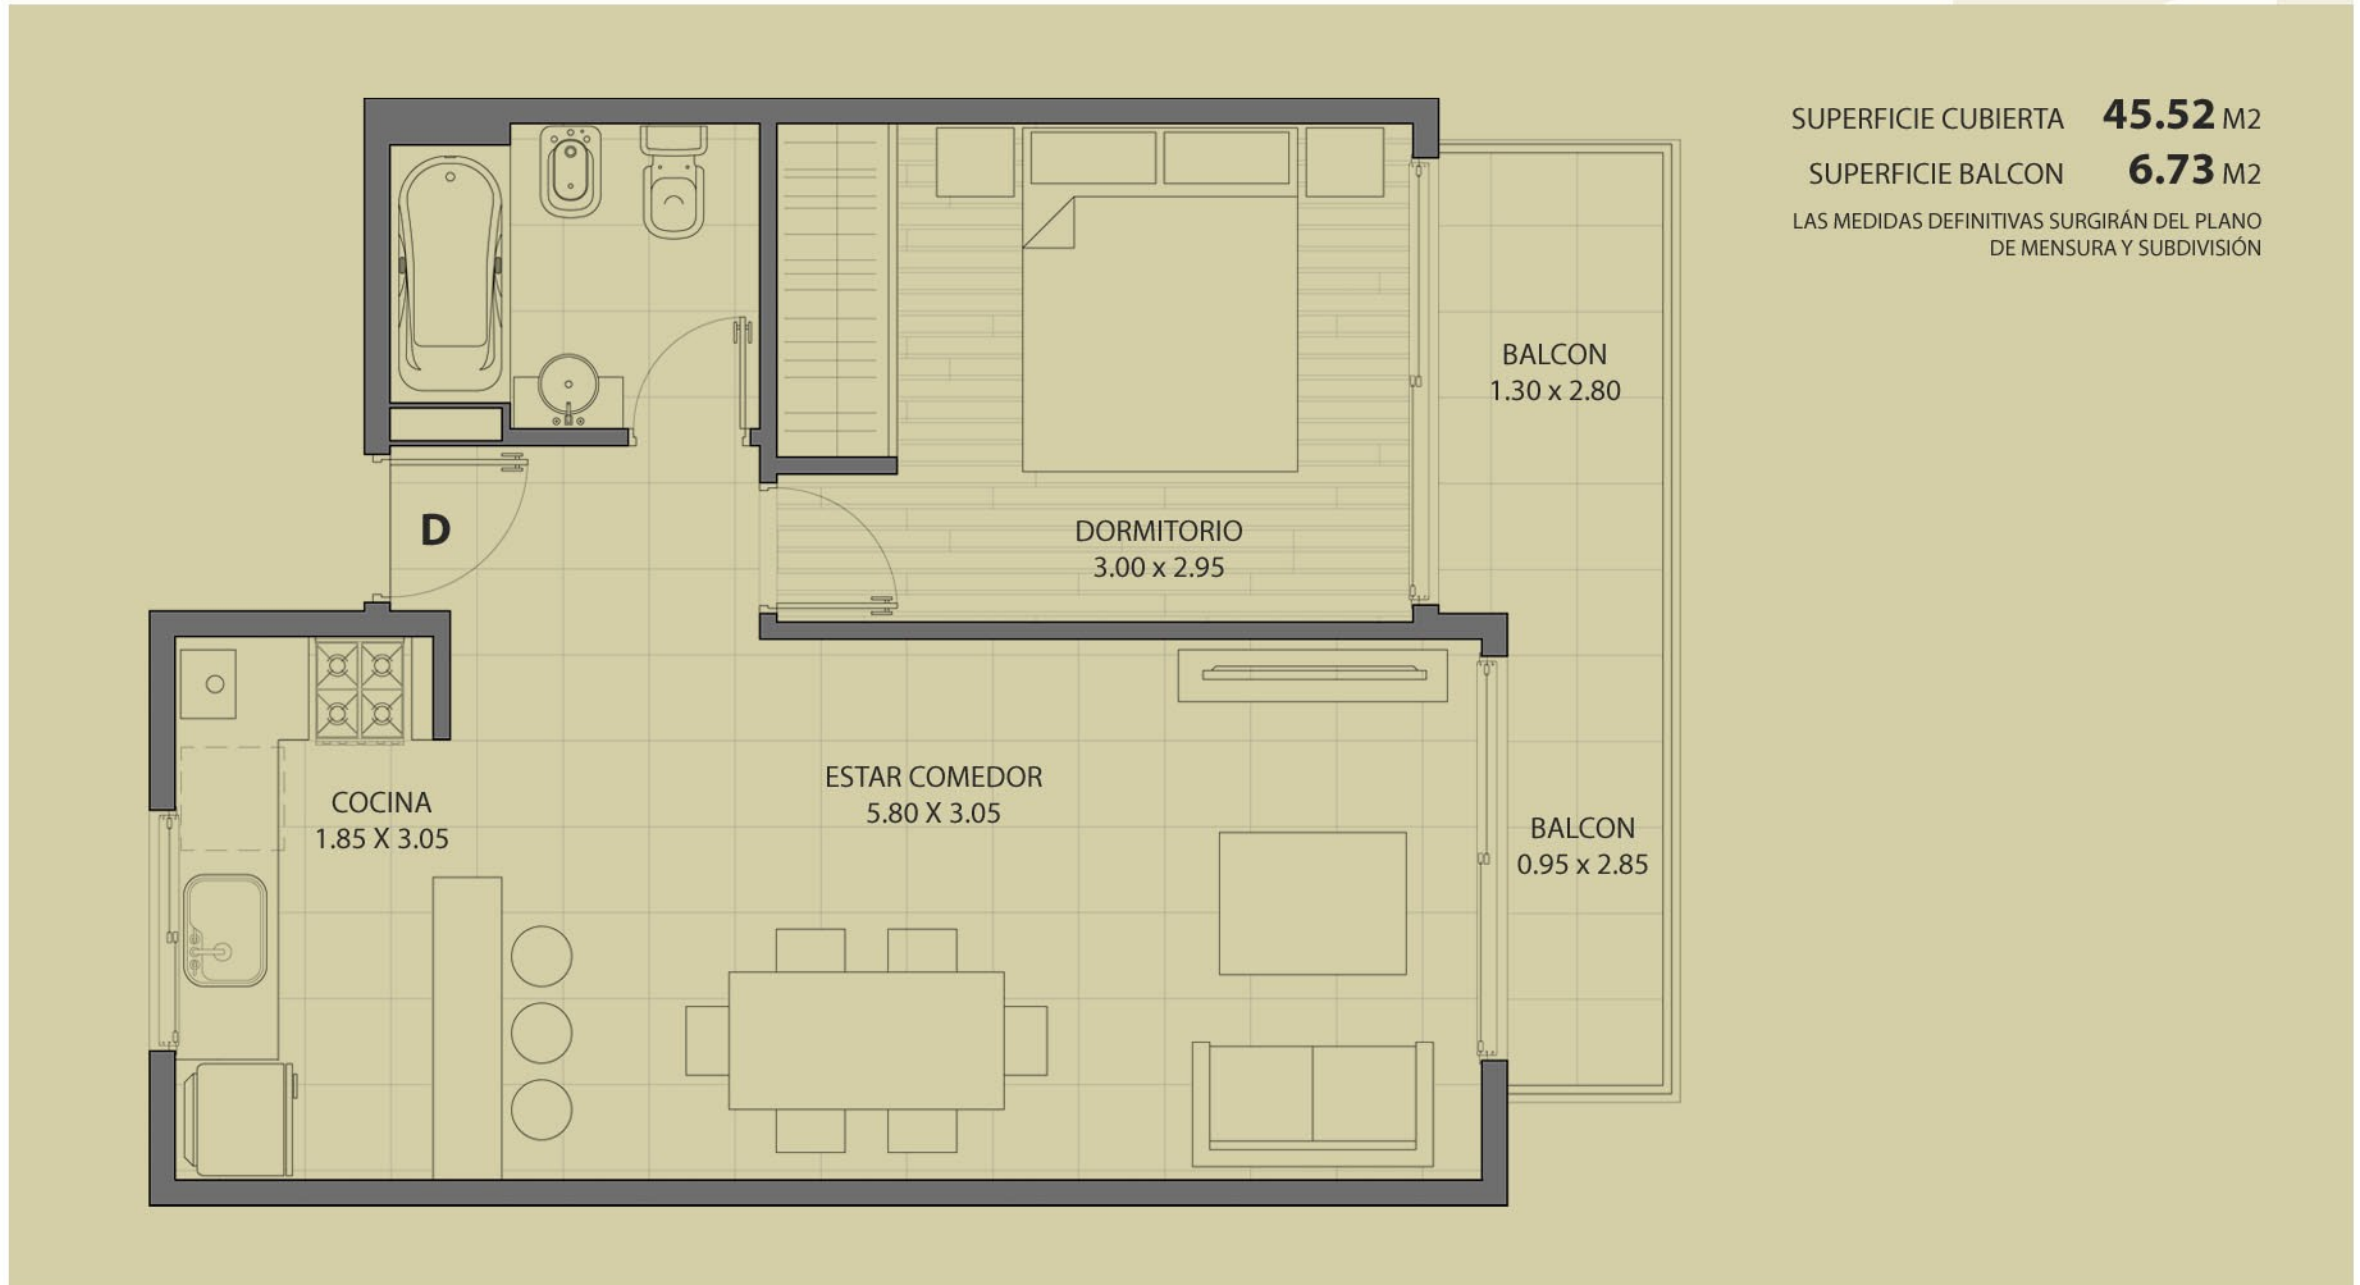 SUPERFICIE CUBIERTA 45.52 M2
SUPERFICIE BALCON 6.73 M2
LAS MEDIDAS DEFINITIVAS SURGIRÁN DEL PLANO
DE MENSURA Y SUBDIVISIÓN
BALCON
1.30 x 2.80
D
DORMITORIO
3.00 x 2.95
ESTAR COMEDOR
5.80 X 3.05
COCINA
1.85 X 3.05
BALCON
0.95 x 2.85